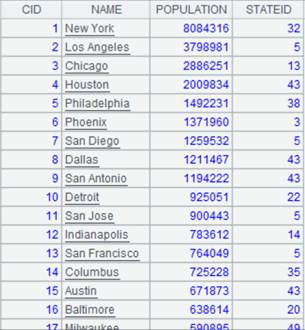 CID NAME POPULATION STATEID
1 New York 8084316 32
2 Los Angeles 3798981 5
3 Chicago 2886251 13
4 Houston 2009834 43
5 Philadelphia 1492231 38
6 Phoenix 1371960 3
7 San Diego 1259532 5
8 Dallas 1211467 43
9 San Antonio 1194222 43
10 Detroit 925051 22
11 San Jose 900443 5
12 Indianapolis 783612 14
13 San Francisco 764049 5
14 Columbus 725228 35
15 Austin 671873 43
16 Baltimore 638614 20
17 Milwaukee 590895 49